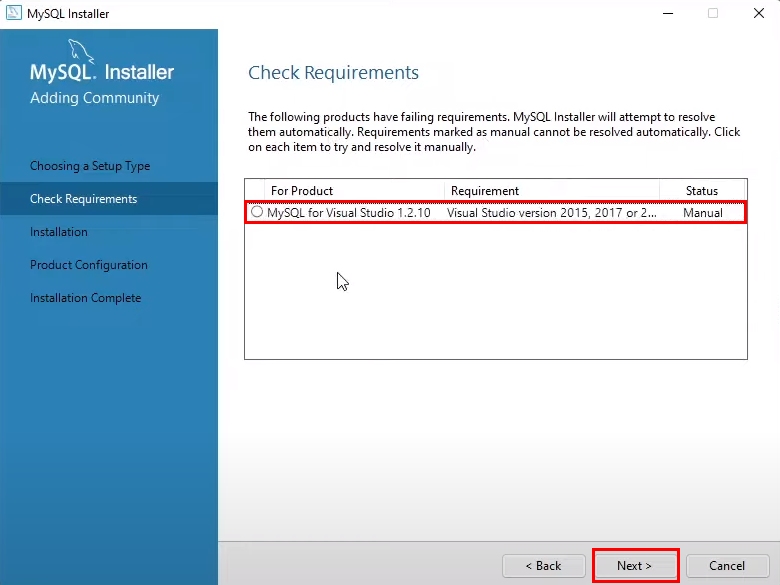 MySQL Installer
MySQL. Installer
Adding Community
Choosing a Setup Type
Check Requirements
Installation
Product Configuration
Installation Complete
Check Requirements
The following products have failing requirements. MySQL Installer will attempt to resolve
them automatically. Requirements marked as manual cannot be resolved automatically. Click
on each item to try and resolve it manually.
For Product Requirement Status
MySQL for Visual Studio 1.2.10 Visual Studio version 2015, 2017 or 2... Manual
< Back Next > Cancel